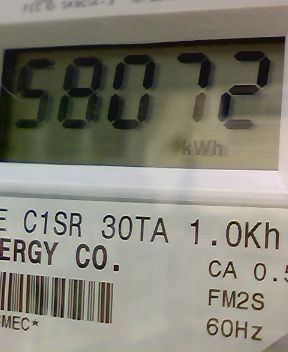 58072
kWh
E C1SR 30TA 1.0Kh
ERGY CO.
CA 0.5
FM2S
MEC*
60Hz